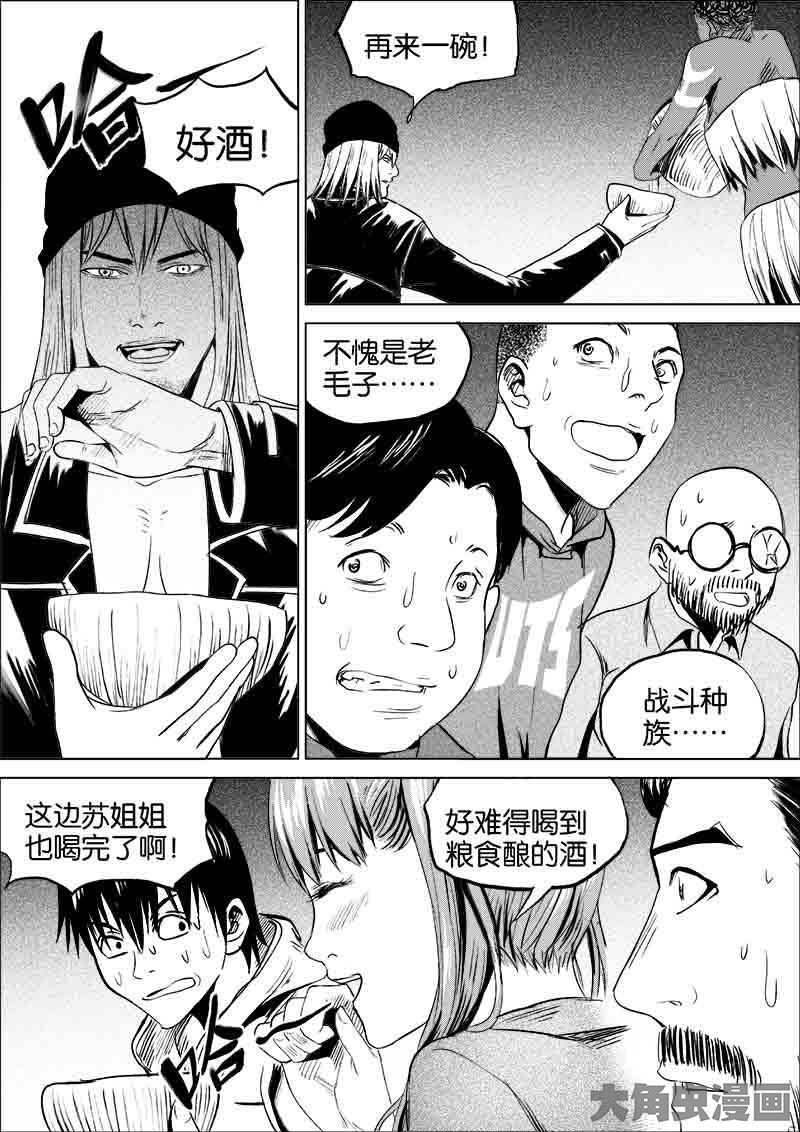 哈
好酒！
再来一碗！
不愧是老
毛子……
UTS
战斗种
族……
这边苏姐姐
也喝完了啊！
好难得喝到
粮食酿的酒！
哈
大角虫漫画